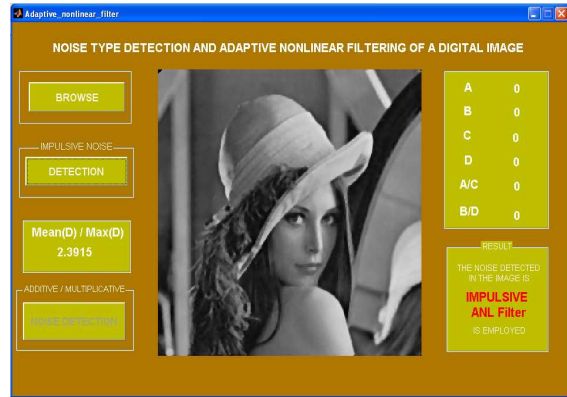 Adaptive_nonlinear_filter
NOISE TYPE DETECTION AND ADAPTIVE NONLINEAR FILTERING OF A DIGITAL IMAGE
BROWSE
IMPULSIVE NOISE
DETECTION
Mean(D) / Max(D)
2.3915
ADDITIVE / MULTIPLICATIVE
NOISE DETECTION
A 0
B 0
C 0
D 0
A/C 0
B/D 0
RESULT
THE NOISE DETECTED
IN THE IMAGE IS
IMPULSIVE
ANL Filter
IS EMPLOYED